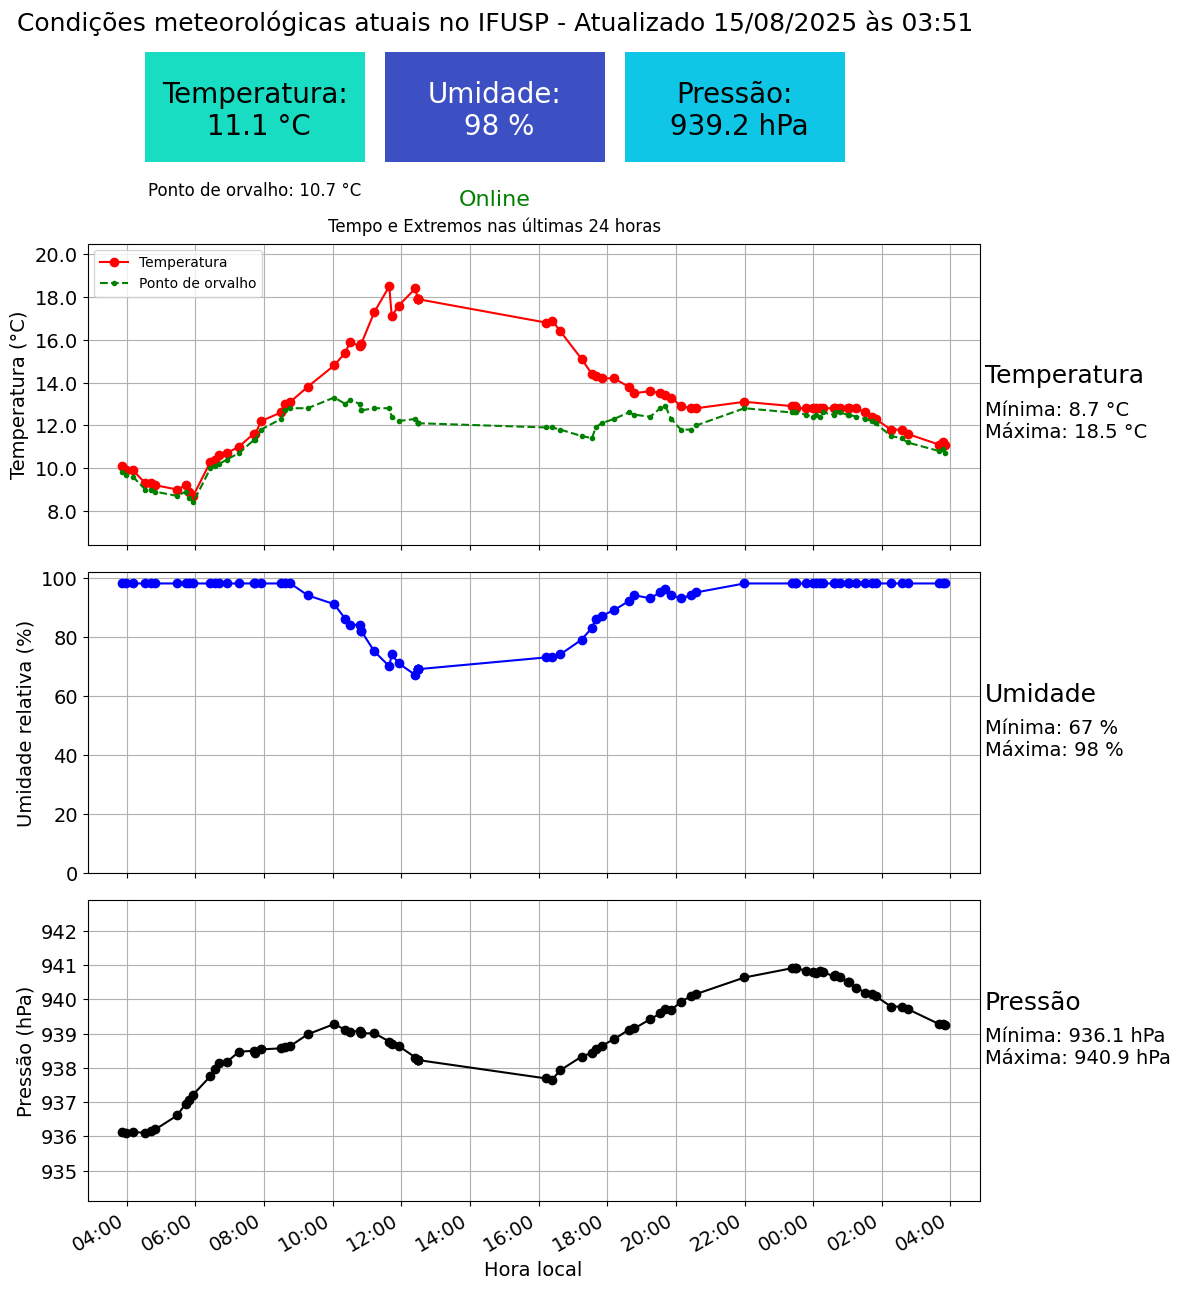 Condições meteorológicas atuais no IFUSP - Atualizado 15/08/2025 às 03:51
Temperatura:
11.1 °C
Umidade:
98 %
Pressão:
939.2 hPa
Ponto de orvalho: 10.7 °C
Online
Tempo e Extremos nas últimas 24 horas
Temperatura
Ponto de orvalho
Temperatura (°C)
20.0
18.0
16.0
14.0
12.0
10.0
8.0
Temperatura
Mínima: 8.7 °C
Máxima: 18.5 °C
Umidade relativa (%)
100
80
60
40
20
0
Umidade
Mínima: 67 %
Máxima: 98 %
Pressão (hPa)
942
941
940
939
938
937
936
935
Pressão
Mínima: 936.1 hPa
Máxima: 940.9 hPa
04:00 06:00 08:00 10:00 12:00 14:00 16:00 18:00 20:00 22:00 00:00 02:00 04:00
Hora local